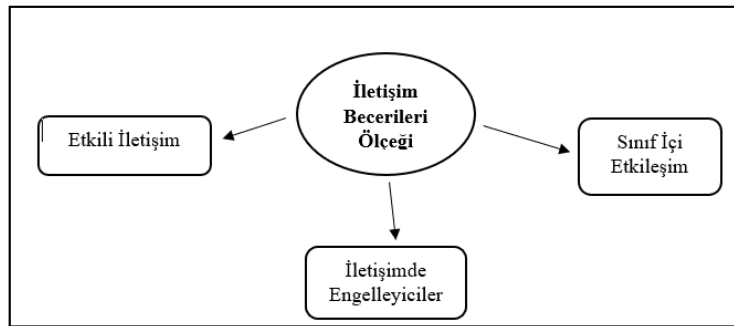 İletişim
Becerileri
Ölçeği
Etkili İletişim
Sınıf İçi
Etkileşim
İletişimde
Engelleyiciler